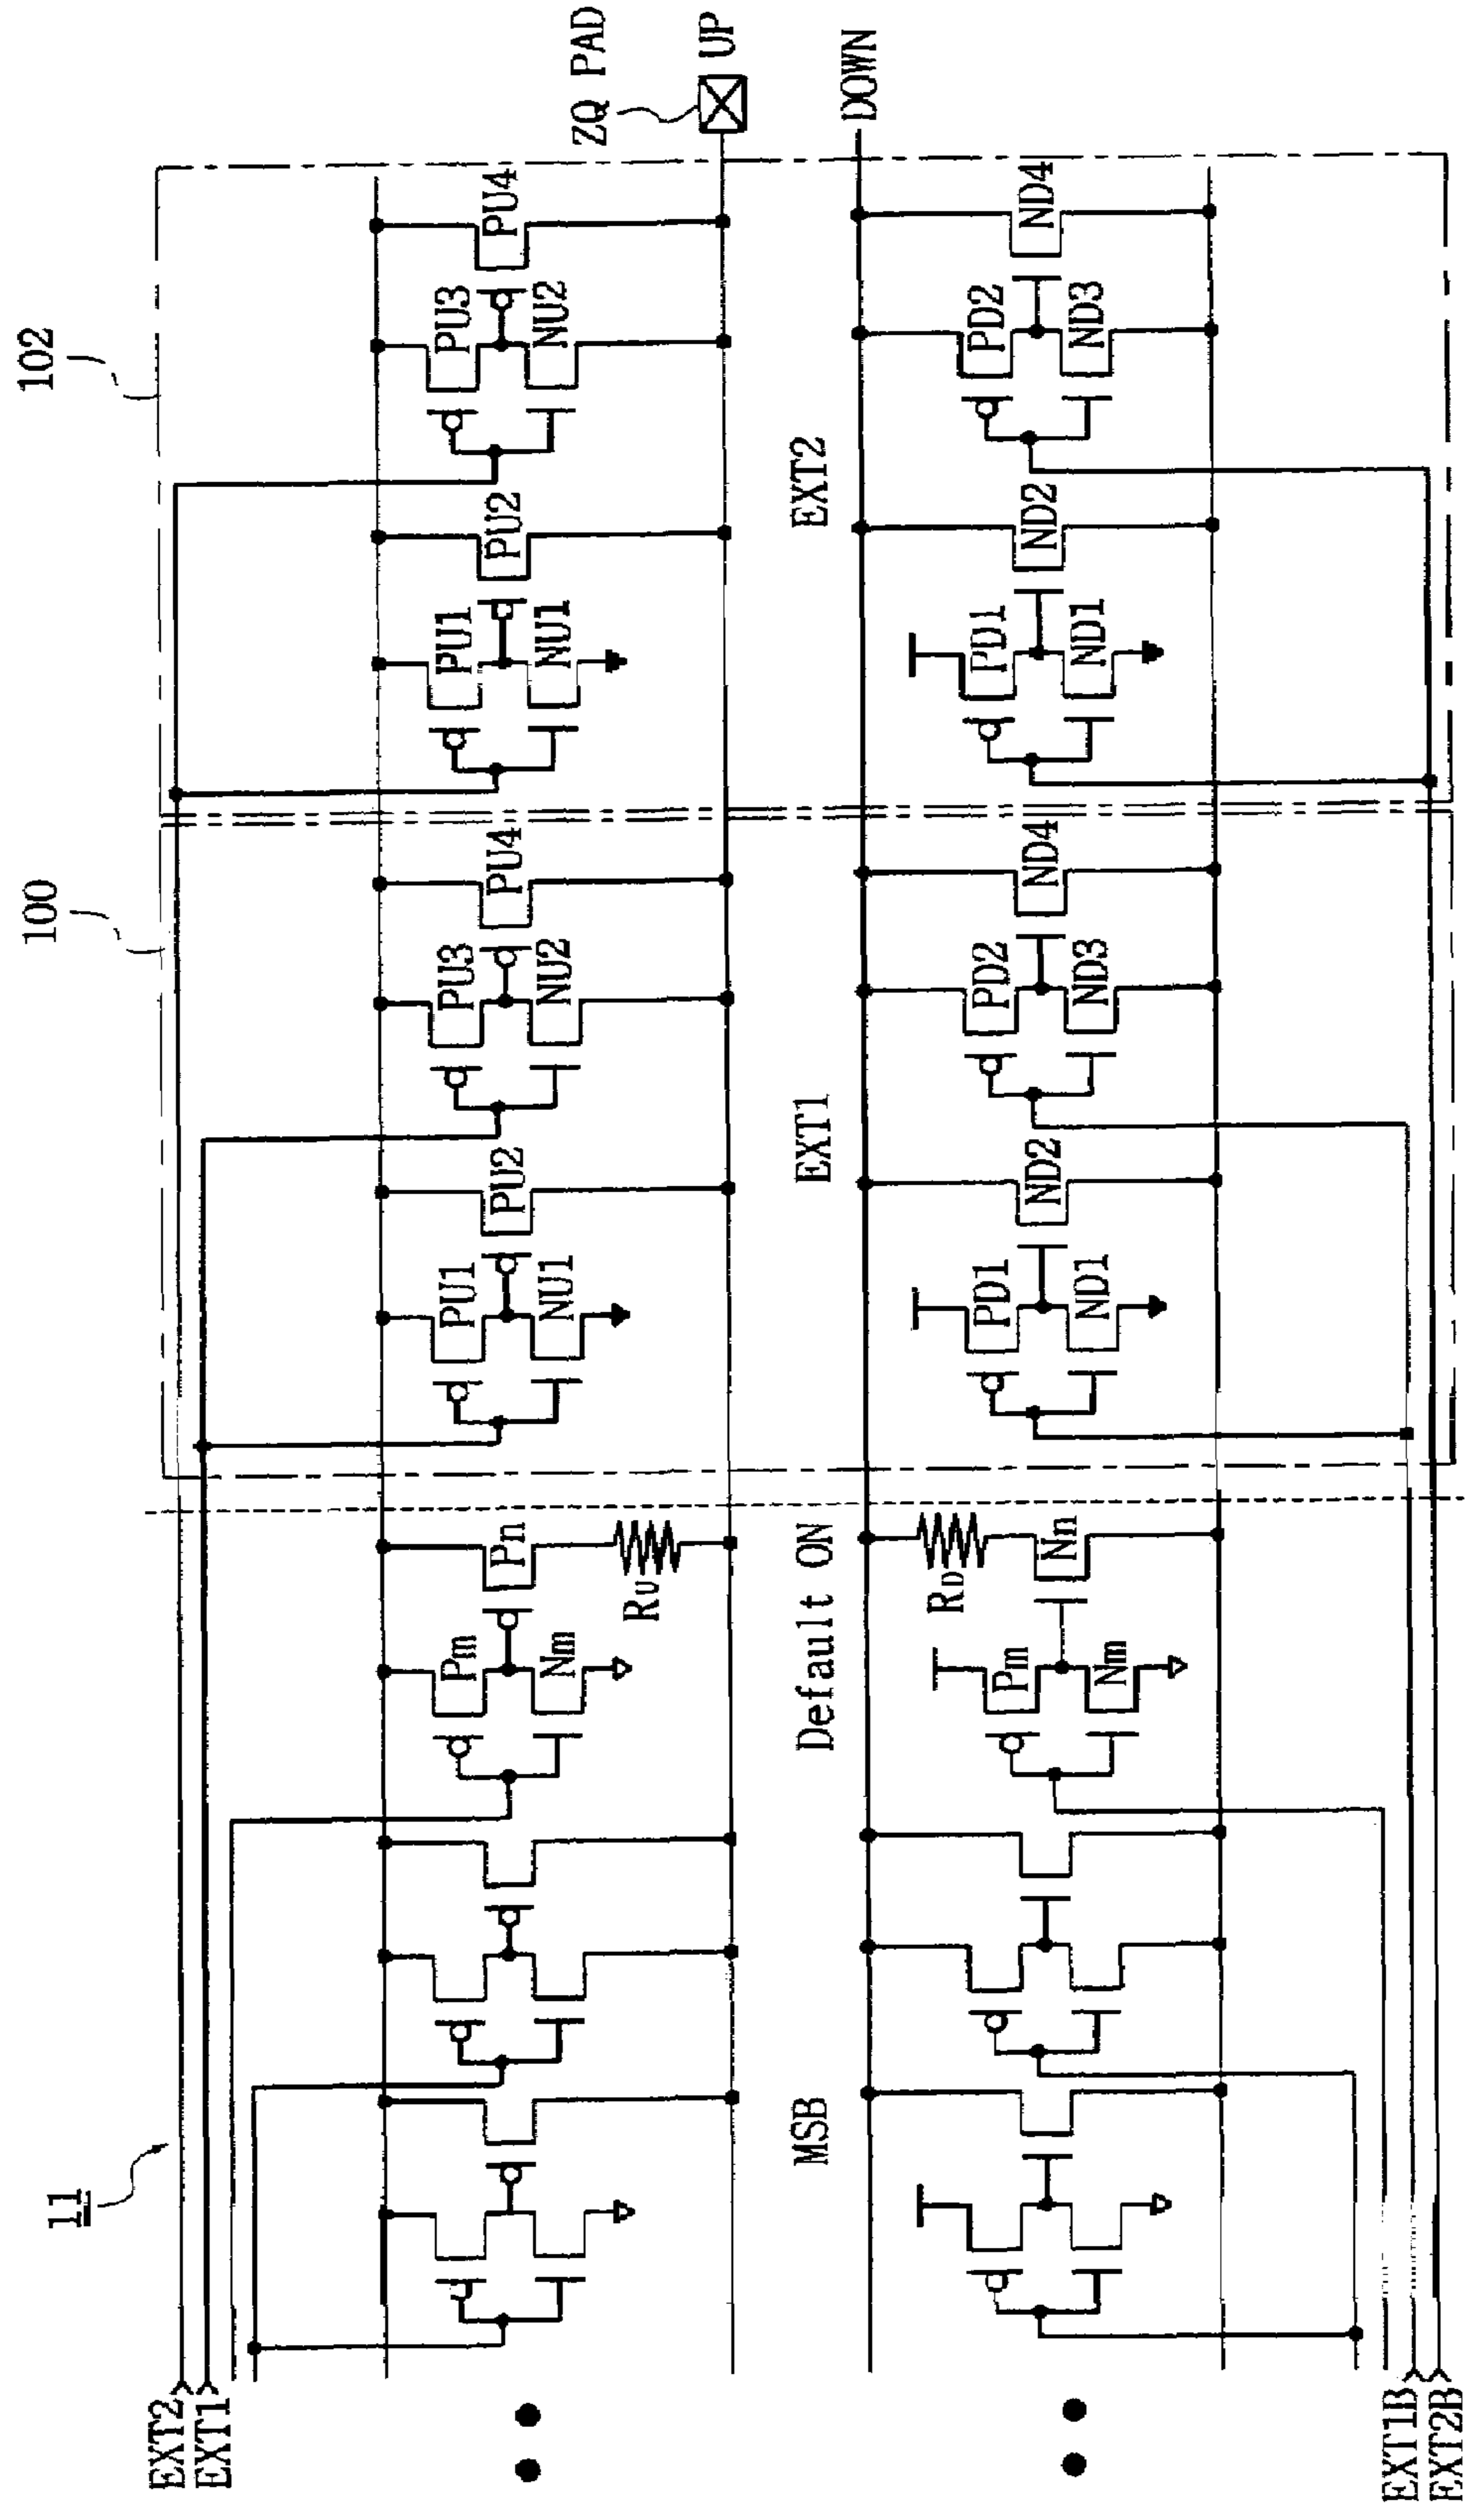 11
100
102
EXT2
EXT1
ZQ PAD
UP
DOWN
Pm
Nm
Pn
RU
PU1
NU1
PU2
PU3
NU2
PU4
PU1
NU1
PU2
PU3
NU2
PU4
MSB
Default ON
EXT1
EXT2
Pm
Nm
RD
Nn
PD1
ND1
ND2
PD2
ND3
ND4
PD1
ND1
ND2
PD2
ND3
ND4
EXT1B
EXT2B